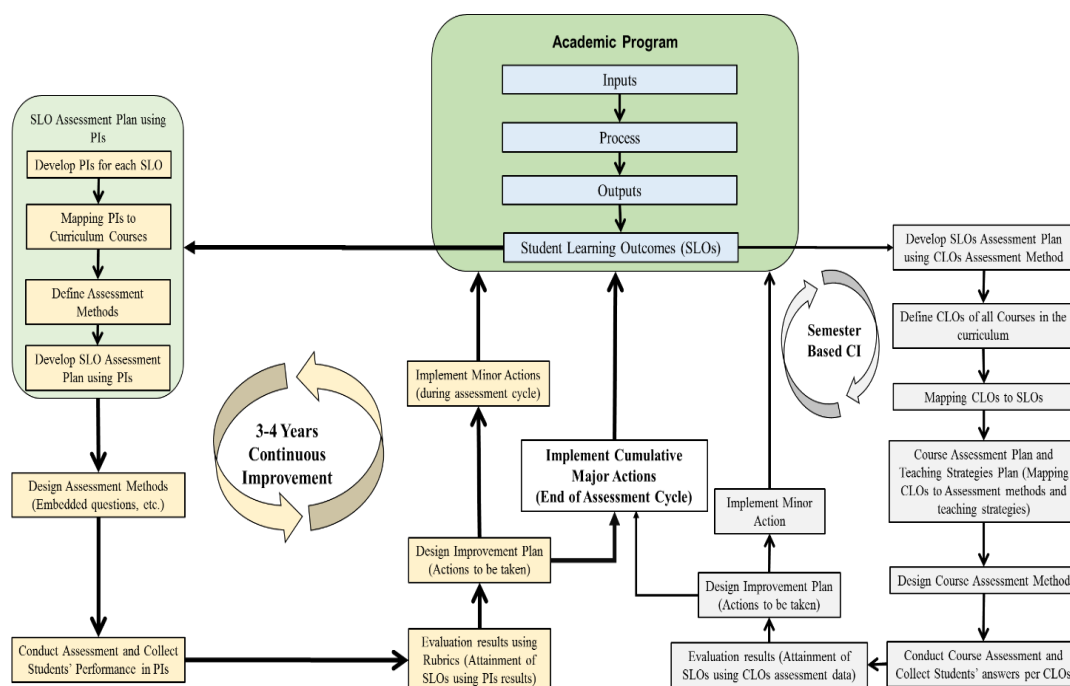 Academic Program
Inputs
Process
Outputs
Student Learning Outcomes (SLOs)
SLO Assessment Plan using
PIs
Develop PIs for each SLO
Mapping PIs to
Curriculum Courses
Define Assessment
Methods
Develop SLO Assessment
Plan using PIs
Design Assessment Methods
(Embedded questions, etc.)
Conduct Assessment and Collect
Students' Performance in PIs
3-4 Years
Continuous
Improvement
Implement Minor Actions
(during assessment cycle)
Design Improvement Plan
(Actions to be taken)
Evaluation results using
Rubrics (Attainment of
SLOs using PIs results)
Implement Cumulative
Major Actions
(End of Assessment Cycle)
Semester
Based CI
Implement Minor
Action
Design Improvement Plan
(Actions to be taken)
Evaluation results (Attainment of
SLOs using CLOs assessment data)
Develop SLOs Assessment Plan
using CLOs Assessment Method
Define CLOs of all Courses in the
curriculum
Mapping CLOs to SLOs
Course Assessment Plan and
Teaching Strategies Plan (Mapping
CLOs to Assessment methods and
teaching strategies)
Design Course Assessment Method
Conduct Course Assessment and
Collect Students' answers per CLOs